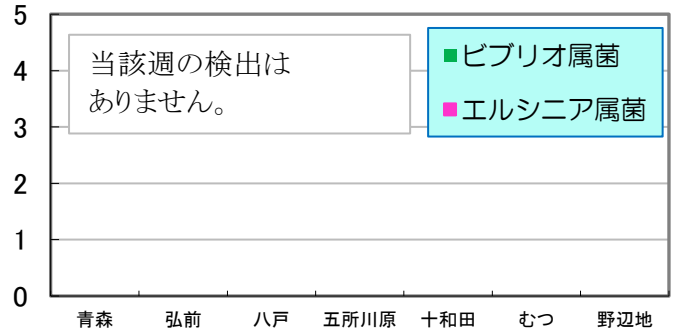 5
4
3
2
1
0
当該週の検出は
ありません。
ビブリオ属菌
エルシニア属菌
青森 弘前 八戸 五所川原 十和田 むつ 野辺地